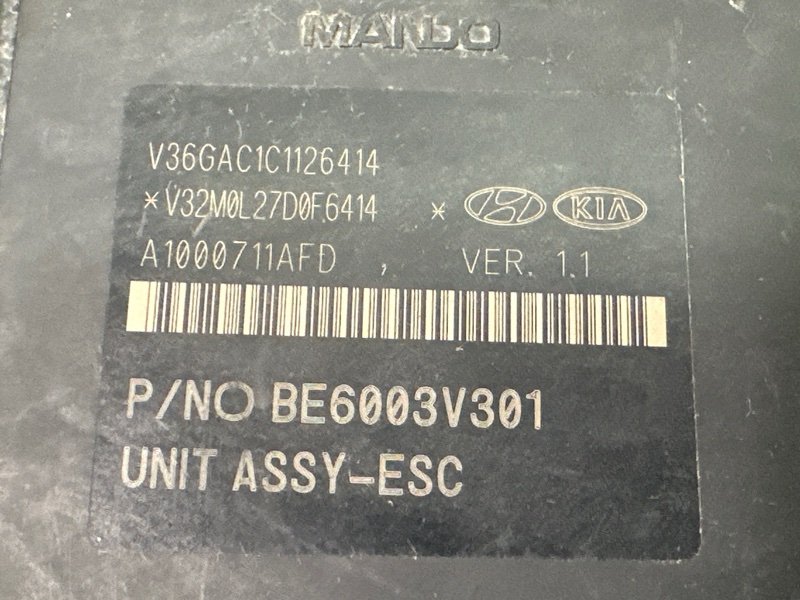 MANDO
V36GAC1C1126414
*V32M0L27D0F6414 * KIA
A1000711AFD , VER. 1.1
P/NO BE6003V301
UNIT ASSY-ESC